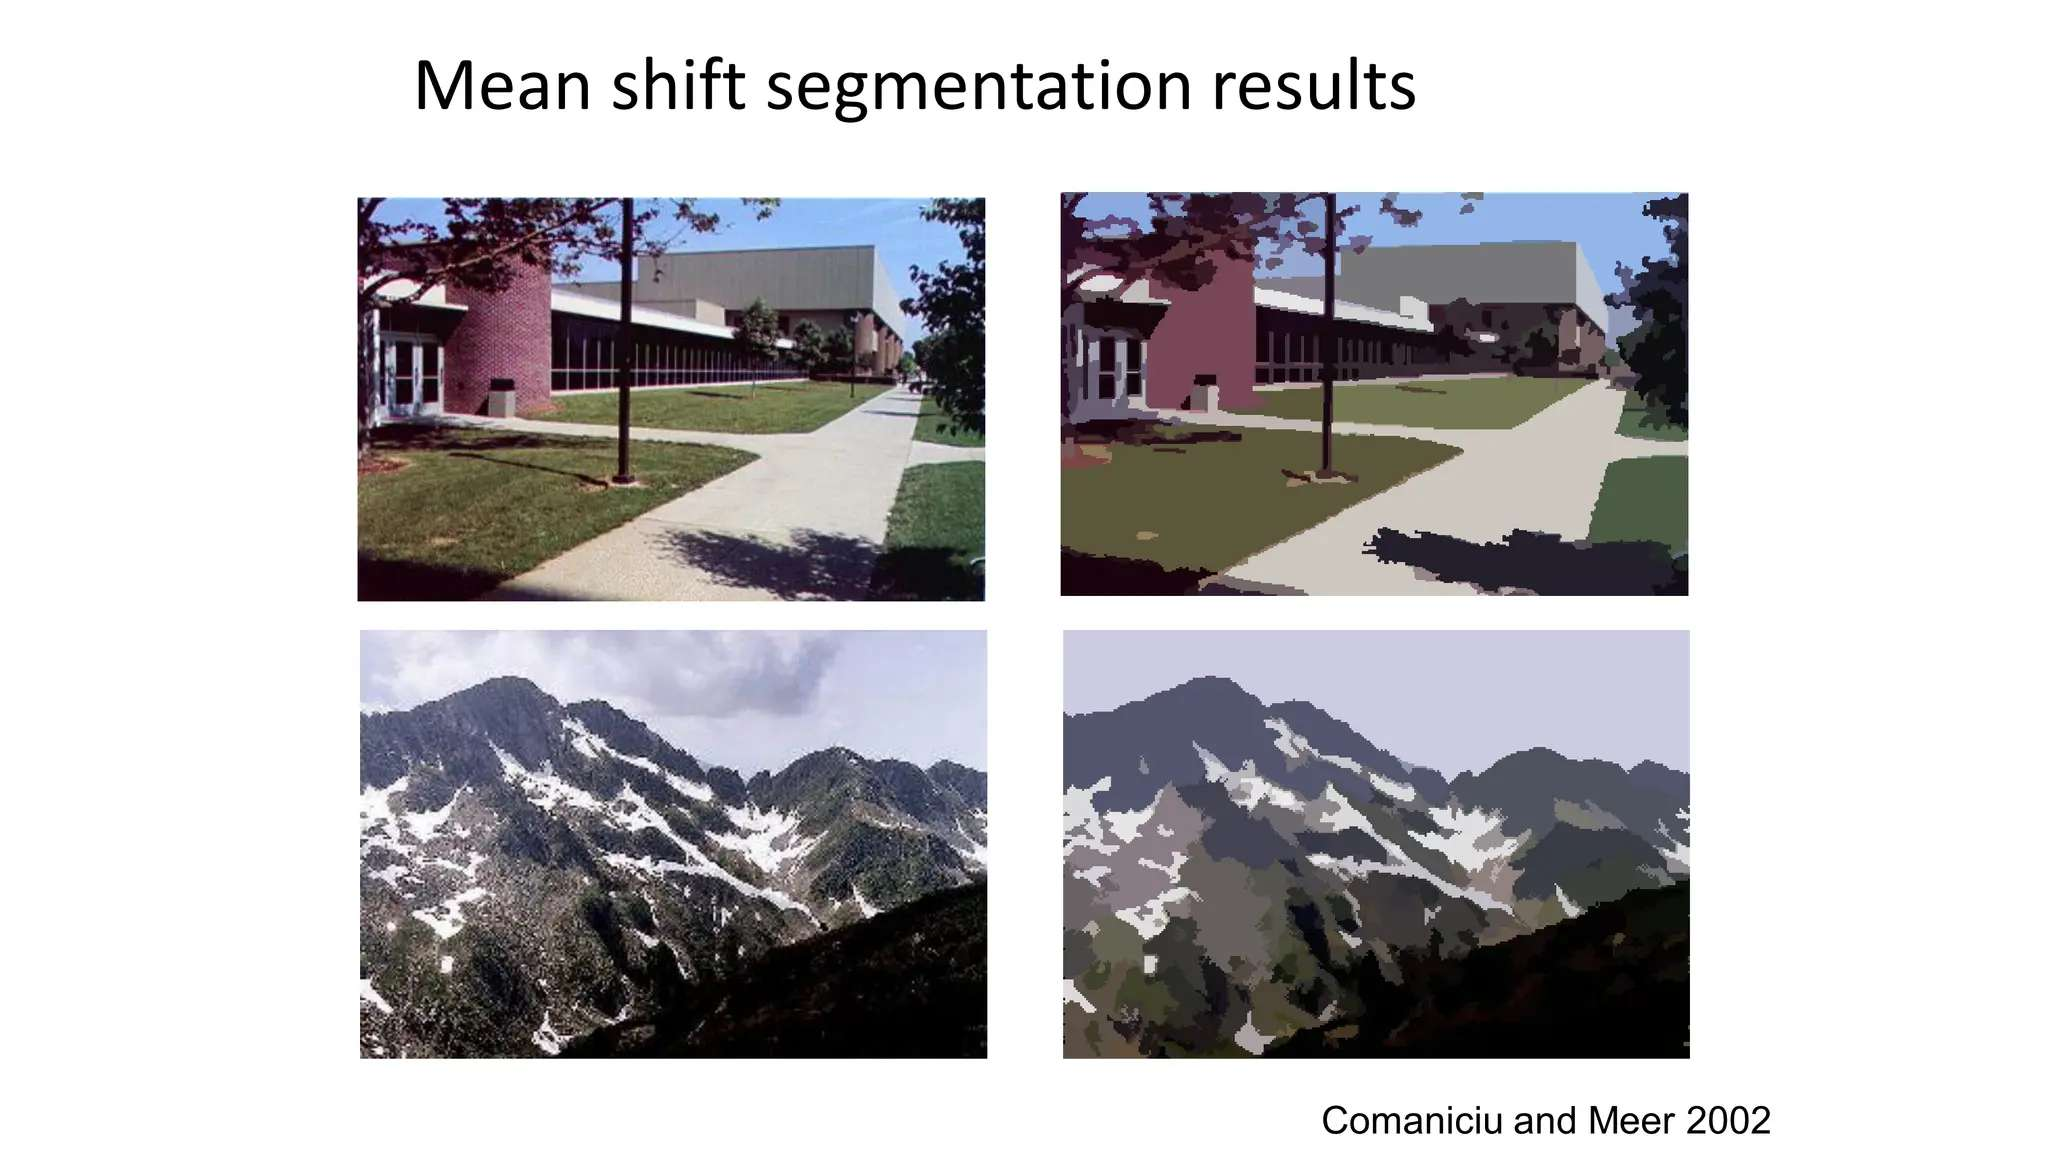 Mean shift segmentation results
Comaniciu and Meer 2002